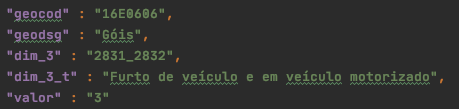 "geocod" : "16E0606",
"geodsg" : "Góis",
"dim_3" : "2831_2832",
"dim_3_t" : "Furto de veículo e em veículo motorizado",
"valor" : "3"